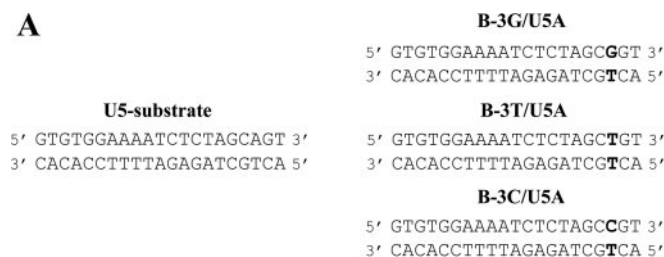 A
U5-substrate
5′ GTGTGGAAAATCTCTAGCAGT 3′
3′ CACACCTTTTAGAGATCGTCA 5′
B-3G/U5A
5′ GTGTGGAAAATCTCTAGCGGT 3′
3′ CACACCTTTTAGAGATCGTCA 5′
B-3T/U5A
5′ GTGTGGAAAATCTCTAGCTGT 3′
3′ CACACCTTTTAGAGATCGTCA 5′
B-3C/U5A
5′ GTGTGGAAAATCTCTAGCCGT 3′
3′ CACACCTTTTAGAGATCGTCA 5′